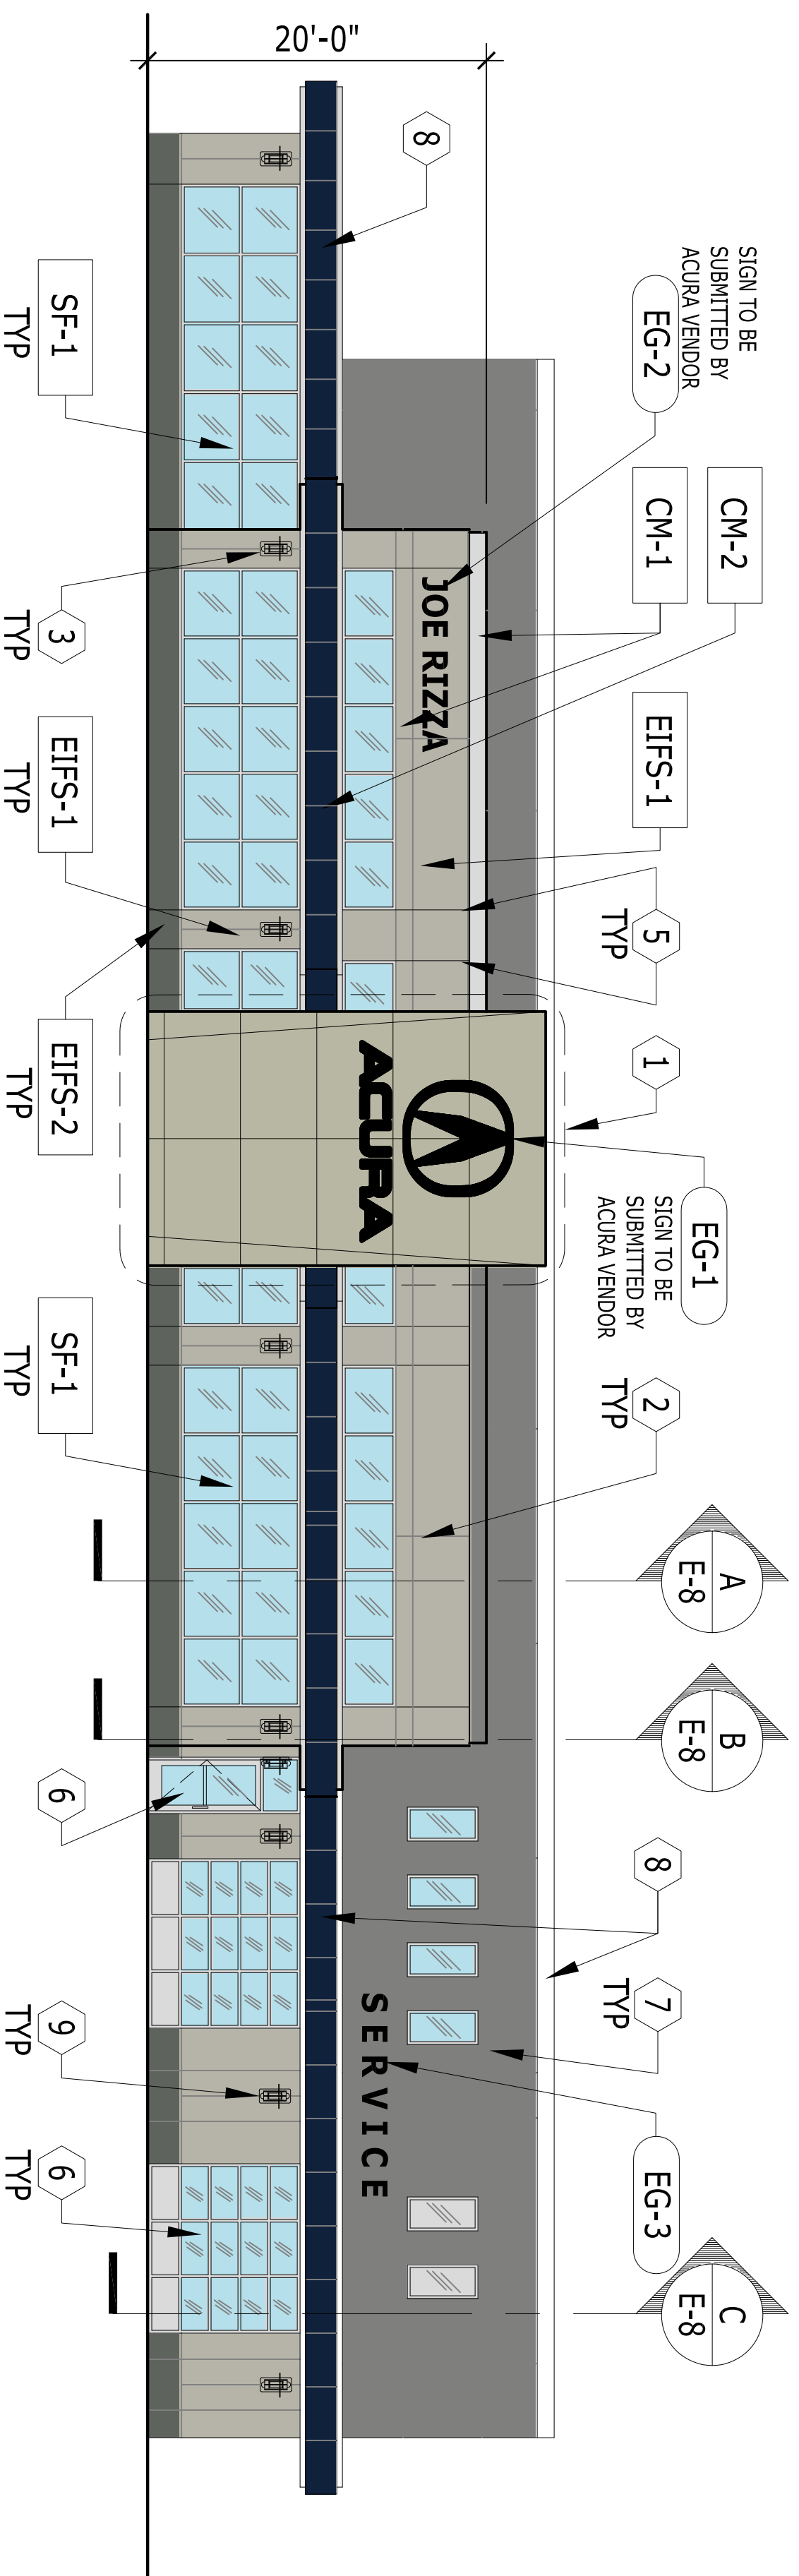 20'-0"
8
SIGN TO BE
SUBMITTED BY
ACURA VENDOR
EG-2
CM-2
CM-1
EIFS-1
5
TYP
1
EG-1
SIGN TO BE
SUBMITTED BY
ACURA VENDOR
2
TYP
A
E-8
B
E-8
8
7
TYP
EG-3
C
E-8
JOE RIZZA
ACURA
SERVICE
SF-1
TYP
3
TYP
EIFS-1
TYP
EIFS-2
TYP
SF-1
TYP
6
9
TYP
6
TYP